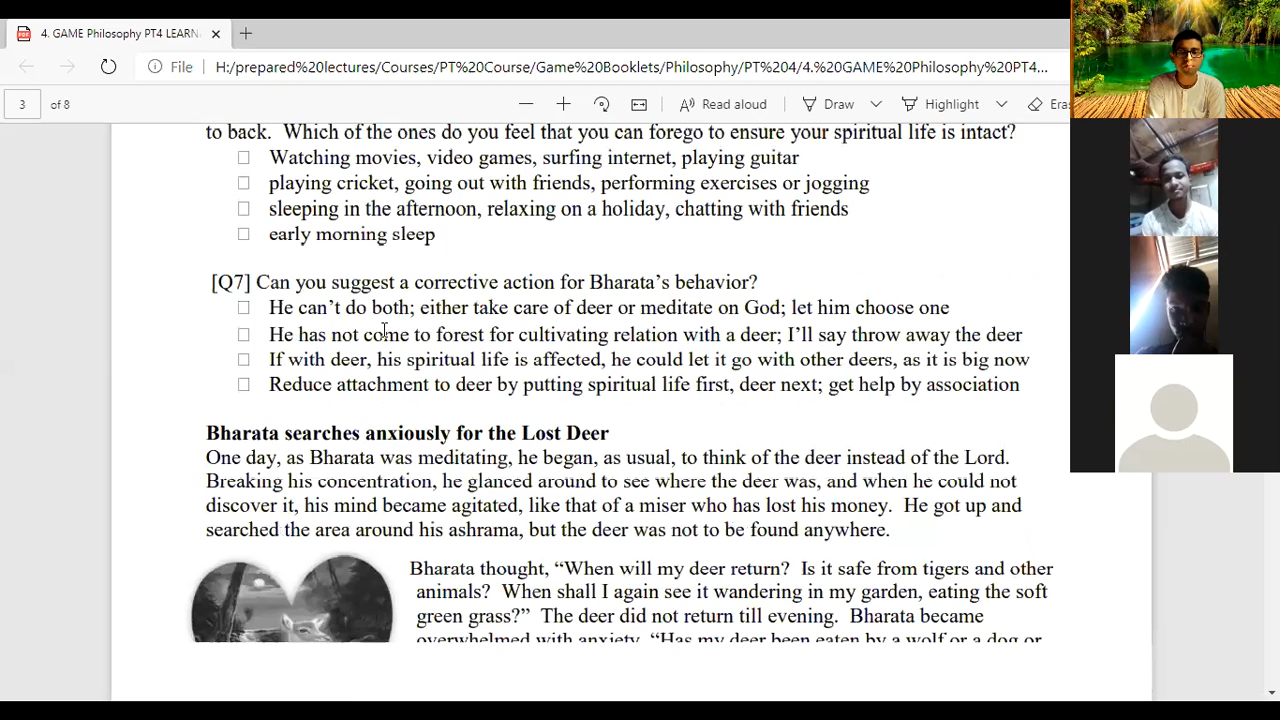 4. GAME Philosophy PT4 LEARN
File
H:/prepared%20lectures/Courses/PT%20Course/Game%20Booklets/Philosophy/PT%204/4.%20GAME%20Philosophy%20PT4...
3 of 8
Read aloud
Draw
Highlight
Eras
to back. Which of the ones do you feel that you can forego to ensure your spiritual life is intact?
☐ Watching movies, video games, surfing internet, playing guitar
☐ playing cricket, going out with friends, performing exercises or jogging
☐ sleeping in the afternoon, relaxing on a holiday, chatting with friends
☐ early morning sleep
[Q7] Can you suggest a corrective action for Bharata’s behavior?
☐ He can’t do both; either take care of deer or meditate on God; let him choose one
☐ He has not come to forest for cultivating relation with a deer; I’ll say throw away the deer
☐ If with deer, his spiritual life is affected, he could let it go with other deers, as it is big now
☐ Reduce attachment to deer by putting spiritual life first, deer next; get help by association
Bharata searches anxiously for the Lost Deer
One day, as Bharata was meditating, he began, as usual, to think of the deer instead of the Lord.
Breaking his concentration, he glanced around to see where the deer was, and when he could not
discover it, his mind became agitated, like that of a miser who has lost his money. He got up and
searched the area around his ashrama, but the deer was not to be found anywhere.
Bharata thought, “When will my deer return? Is it safe from tigers and other
animals? When shall I again see it wandering in my garden, eating the soft
green grass?” The deer did not return till evening. Bharata became
overwhelmed with anxiety. “Has my deer been eaten by a wolf or a dog or